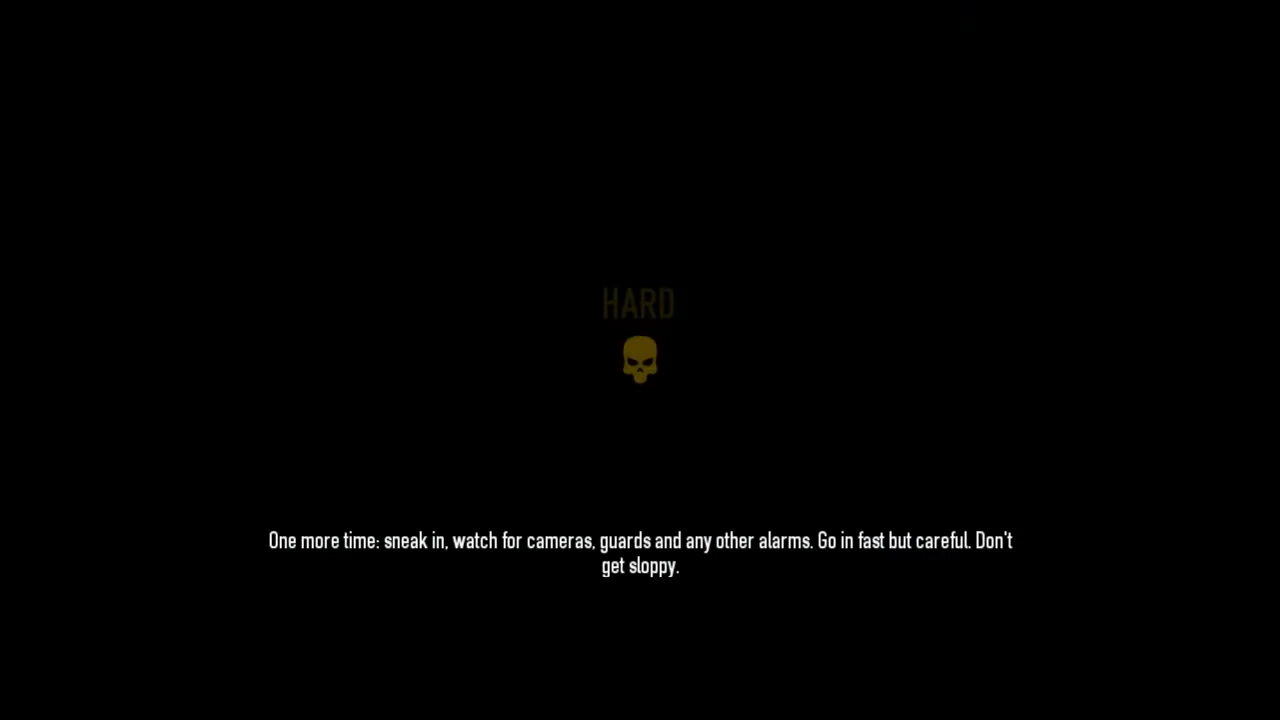 HARD
One more time: sneak in, watch for cameras, guards and any other alarms. Go in fast but careful. Don't
get sloppy.